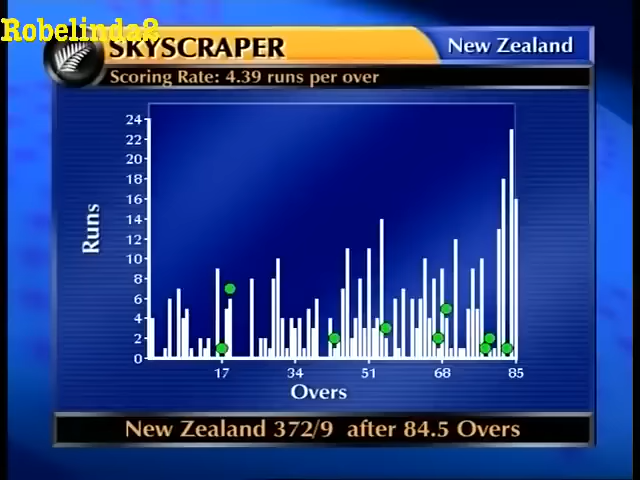 Robelinda2
SKYSCRAPER
New Zealand
Scoring Rate: 4.39 runs per over
24
22
20
18
16
14
12
10
8
6
4
2
0
Runs
17 34 51 68 85
Overs
New Zealand 372/9 after 84.5 Overs